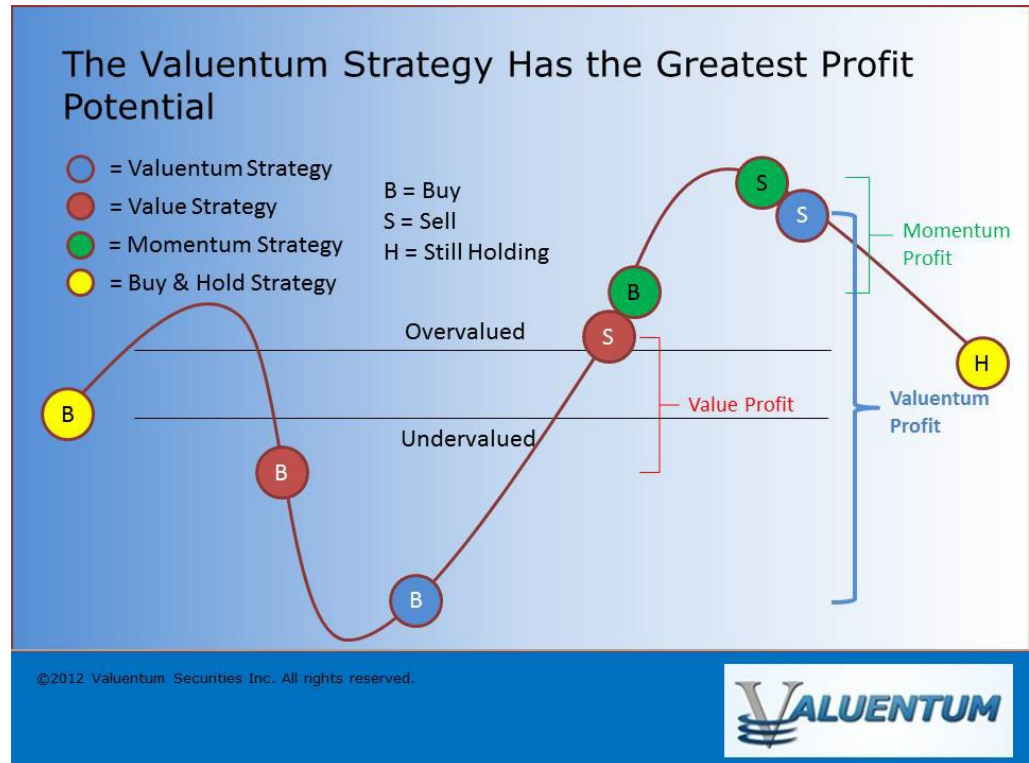 The Valuentum Strategy Has the Greatest Profit
Potential
= Valuentum Strategy
= Value Strategy
= Momentum Strategy
= Buy & Hold Strategy
B = Buy
S = Sell
H = Still Holding
S
S
Momentum
Profit
B
Overvalued
S
H
B
Value Profit
Valuentum
Profit
Undervalued
B
B
©2012 Valuentum Securities Inc. All rights reserved.
VALUENTUM